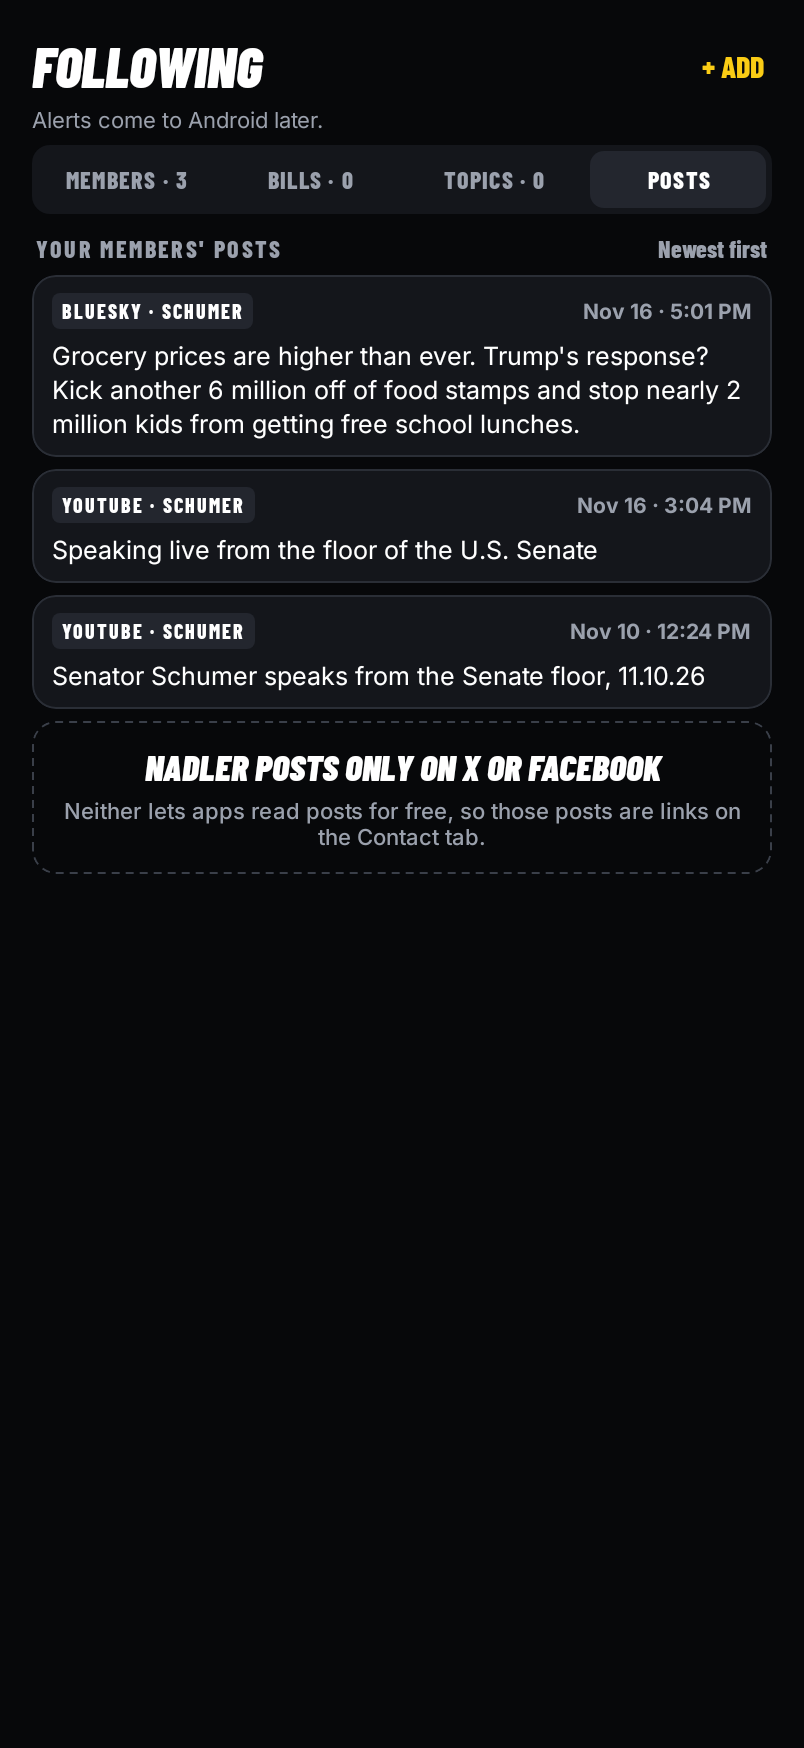 FOLLOWING
+ ADD
Alerts come to Android later.
MEMBERS · 3
BILLS · 0
TOPICS · 0
POSTS
YOUR MEMBERS' POSTS
Newest first
BLUESKY · SCHUMER
Nov 16 · 5:01 PM
Grocery prices are higher than ever. Trump's response?
Kick another 6 million off of food stamps and stop nearly 2
million kids from getting free school lunches.
YOUTUBE · SCHUMER
Nov 16 · 3:04 PM
Speaking live from the floor of the U.S. Senate
YOUTUBE · SCHUMER
Nov 10 · 12:24 PM
Senator Schumer speaks from the Senate floor, 11.10.26
NADLER POSTS ONLY ON X OR FACEBOOK
Neither lets apps read posts for free, so those posts are links on
the Contact tab.